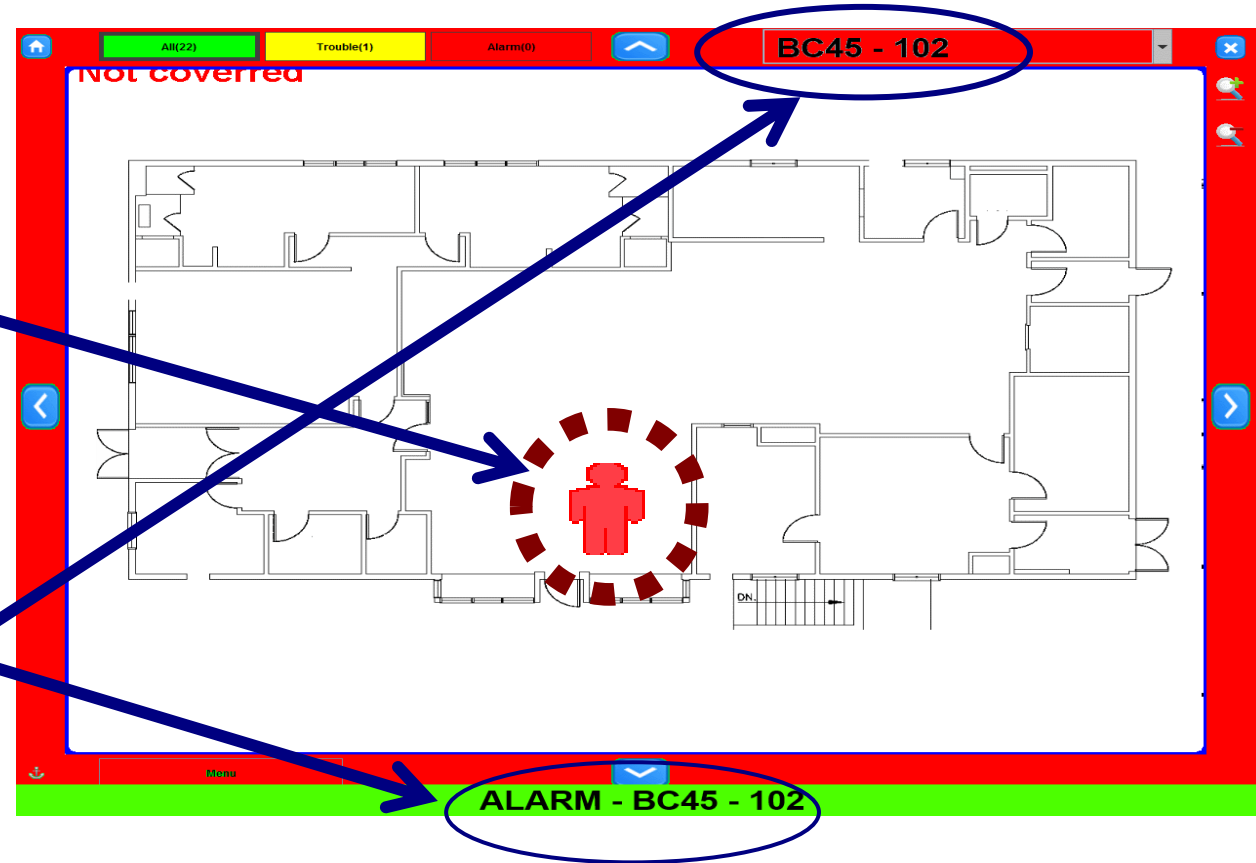 All(22)
Trouble(1)
Alarm(0)
BC45 - 102
Not coverred
DN.
Menu
ALARM - BC45 - 102